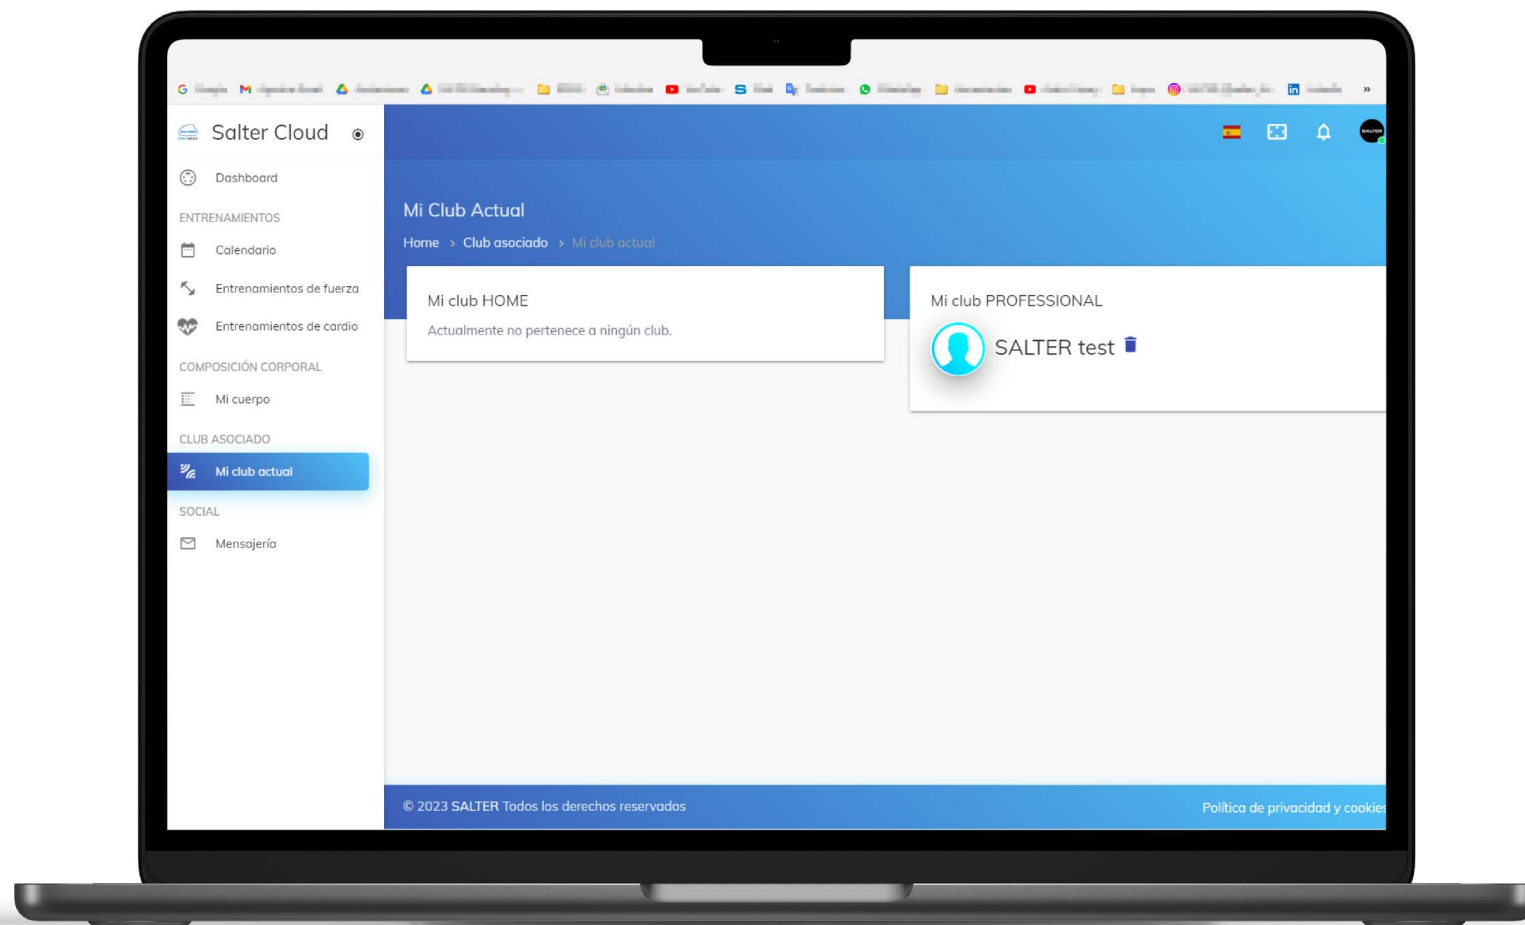 Salter Cloud
Dashboard
ENTRENAMIENTOS
Calendario
Entrenamientos de fuerza
Entrenamientos de cardio
COMPOSICIÓN CORPORAL
Mi cuerpo
CLUB ASOCIADO
Mi club actual
SOCIAL
Mensajería
SALTER
Mi Club Actual
Home > Club asociado > Mi club actual
Mi club HOME
Actualmente no pertenece a ningún club.
Mi club PROFESSIONAL
SALTER test
© 2023 SALTER Todos los derechos reservados
Política de privacidad y cookies